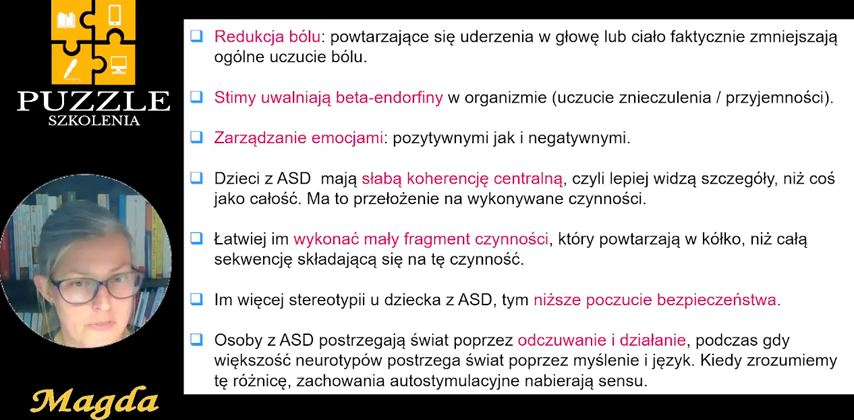 PUZZLE
SZKOLENIA
Redukcja bólu: powtarzające się uderzenia w głowę lub ciało faktycznie zmniejszają
ogólne uczucie bólu.
Stimy uwalniają beta-endorfiny w organizmie (uczucie znieczulenia / przyjemności).
Zarządzanie emocjami: pozytywnymi jak i negatywnymi.
Dzieci z ASD mają słabą koherencję centralną, czyli lepiej widzą szczegóły, niż coś
jako całość. Ma to przełożenie na wykonywane czynności.
Łatwiej im wykonać mały fragment czynności, który powtarzają w kółko, niż całą
sekwencję składającą się na tę czynność.
Im więcej stereotypii u dziecka z ASD, tym niższe poczucie bezpieczeństwa.
Osoby z ASD postrzegają świat poprzez odczuwanie i działanie, podczas gdy
większość neurotypów postrzega świat poprzez myślenie i język. Kiedy zrozumiemy
tę różnicę, zachowania autostymulacyjne nabierają sensu.
Magda